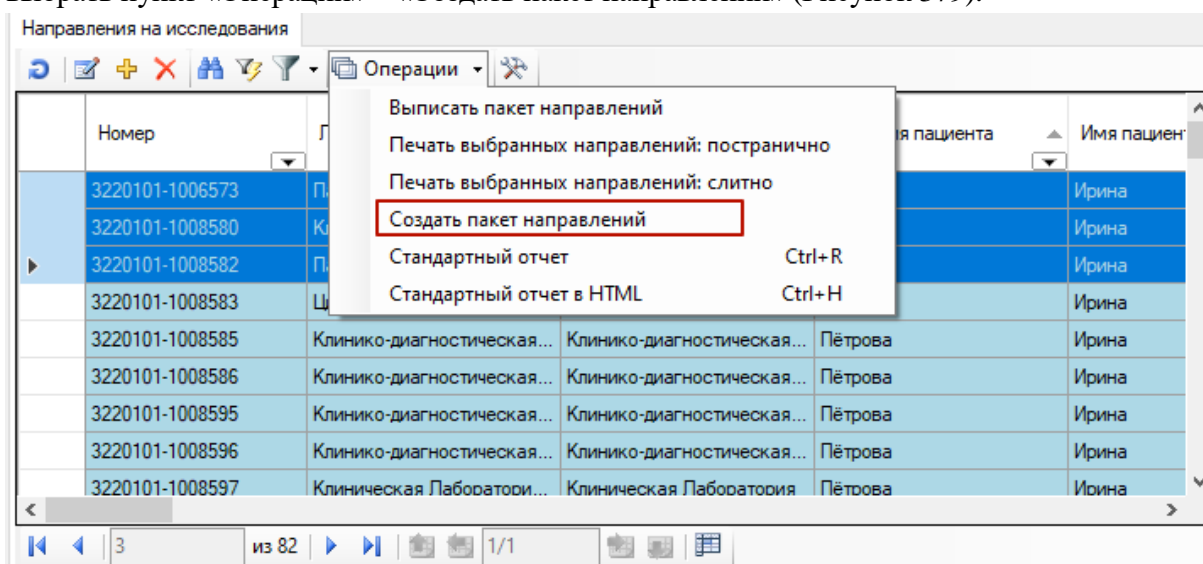 Направления на исследования
Операции
Выписать пакет направлений
Печать выбранных направлений: постранично
Печать выбранных направлений: слитно
Создать пакет направлений
Стандартный отчет Ctrl+R
Стандартный отчет в HTML Ctrl+H
Номер пациента Имя
3220101-1006573 Ирина
3220101-1008580 Ирина
3220101-1008582 Ирина
3220101-1008583 Ирина
3220101-1008585 Клинико-диагностическая... Клинико-диагностическая... Пётрова Ирина
3220101-1008586 Клинико-диагностическая... Клинико-диагностическая... Пётрова Ирина
3220101-1008595 Клинико-диагностическая... Клинико-диагностическая... Пётрова Ирина
3220101-1008596 Клинико-диагностическая... Клинико-диагностическая... Пётрова Ирина
3220101-1008597 Клиническая Лаборатори... Клиническая Лаборатория Пётрова Ирина
3 из 82 1/1